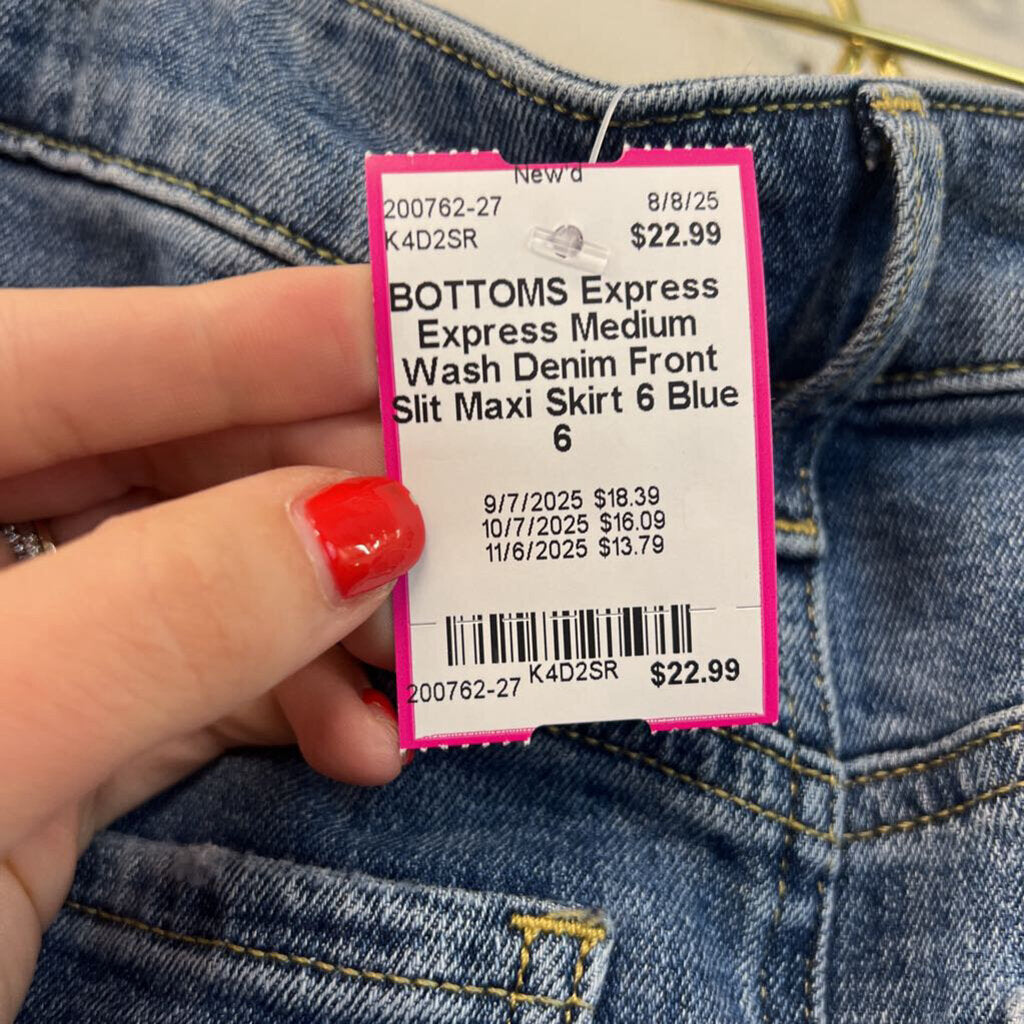 New'd
200762-27 8/8/25
K4D2SR $22.99
BOTTOMS Express
Express Medium
Wash Denim Front
Slit Maxi Skirt 6 Blue
6
9/7/2025 $18.39
10/7/2025 $16.09
11/6/2025 $13.79
200762-27 K4D2SR $22.99